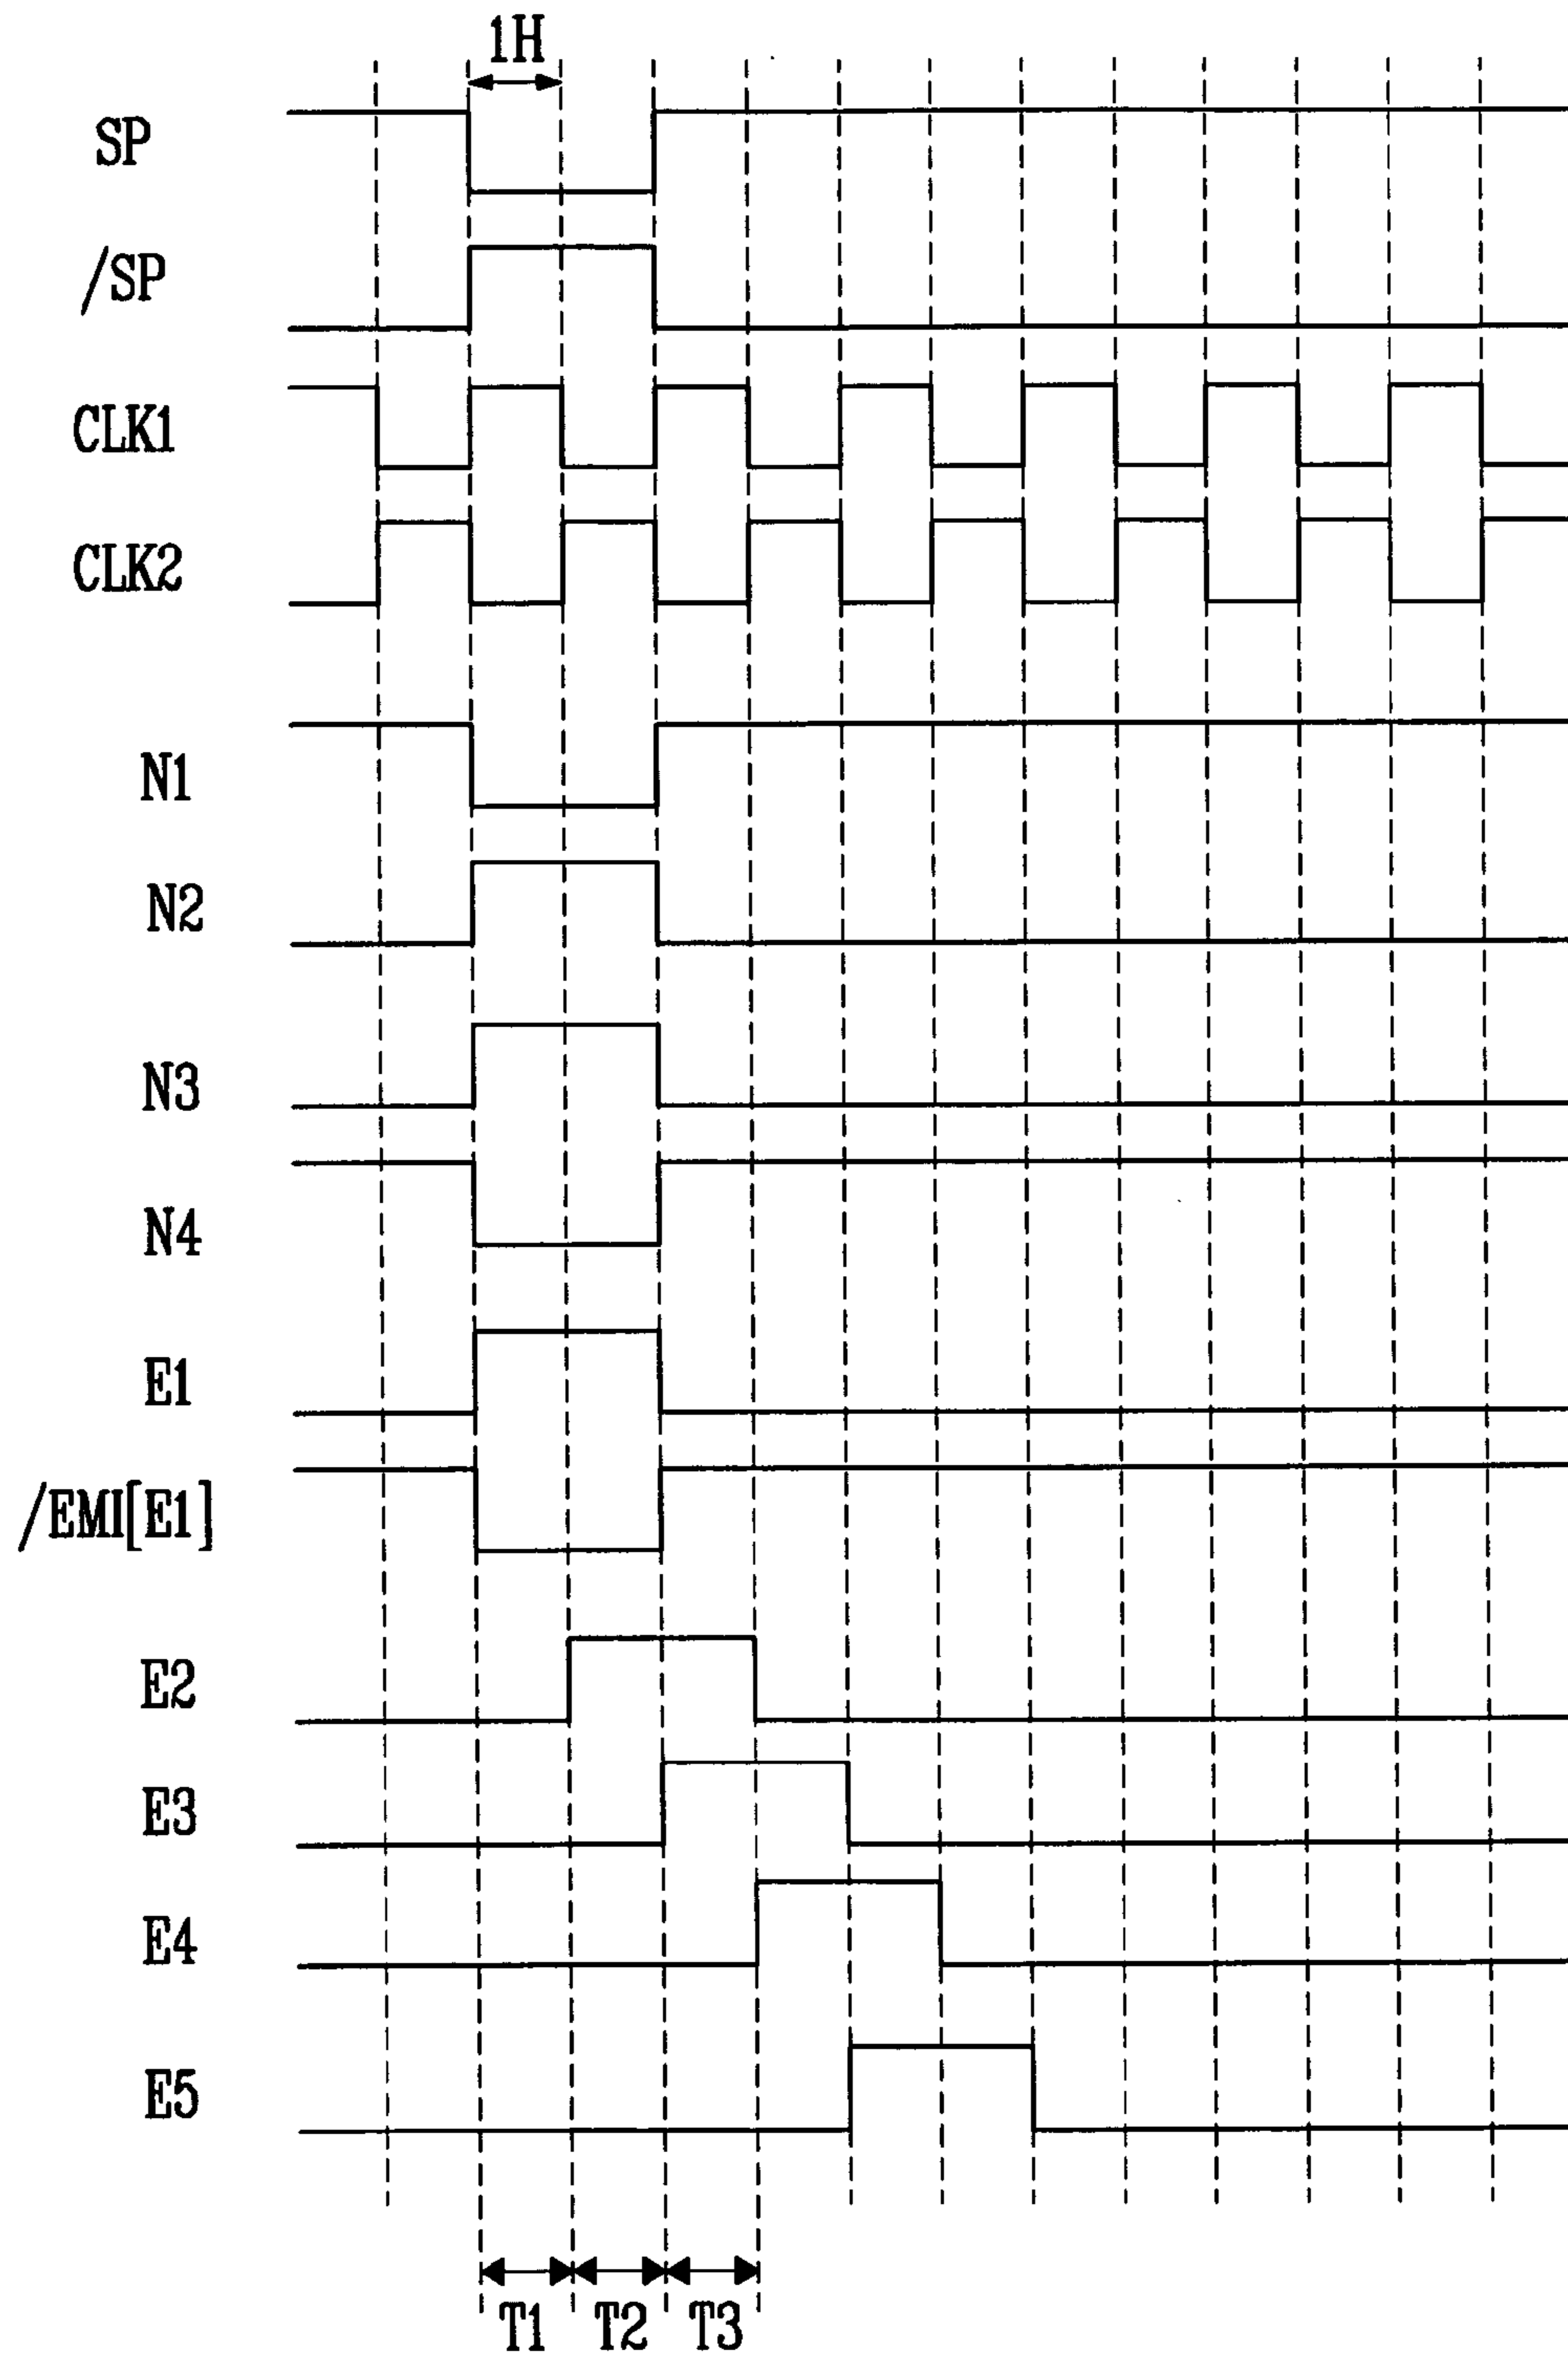 1H
SP
/SP
CLK1
CLK2
N1
N2
N3
N4
E1
/EMI[E1]
E2
E3
E4
E5
T1 T2 T3